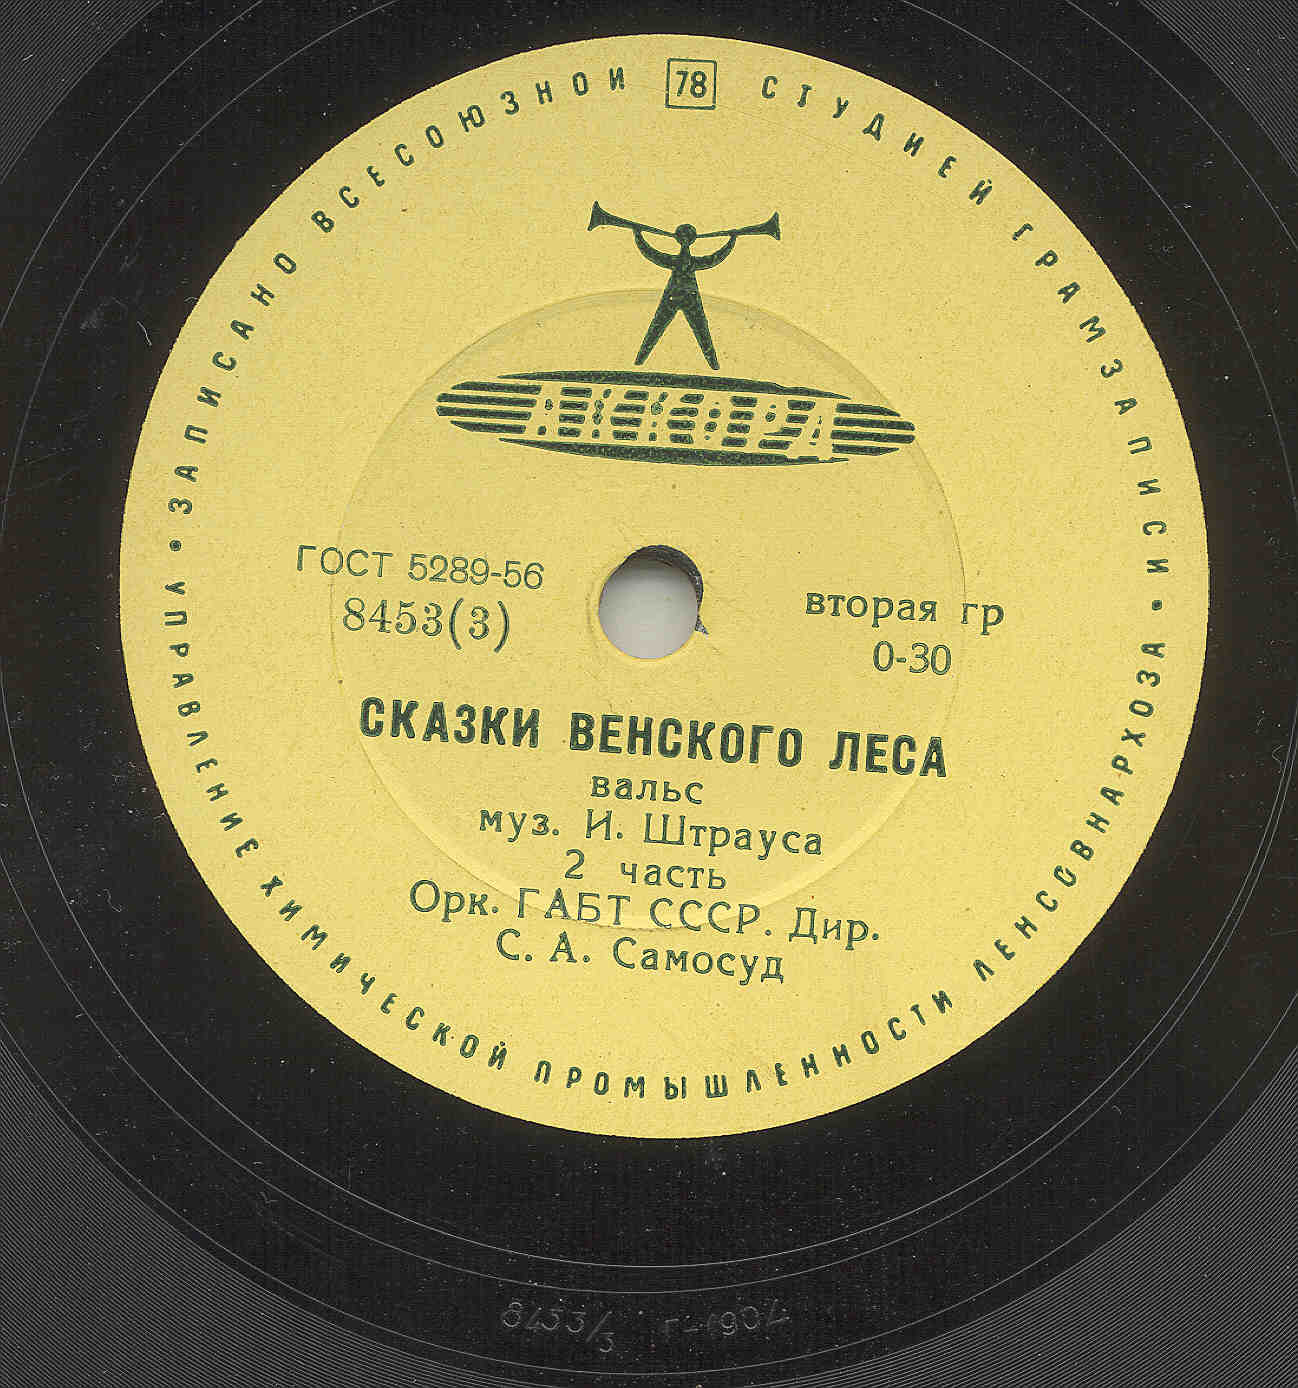 ЗАПИСАНО ВСЕСОЮЗНОЙ 78 СТУДИЕЙ ГРАМЗАПИСИ
АККОРД
ГОСТ 5289-56
8453(3)
вторая гр
0-30
СКАЗКИ ВЕНСКОГО ЛЕСА
вальс
муз. И. Штрауса
2 часть
Орк. ГАБТ СССР. Дир.
С. А. Самосуд
• УПРАВЛЕНИЕ ХИМИЧЕСКОЙ ПРОМЫШЛЕННОСТИ ЛЕНСОВНАРХОЗА •
8453/3